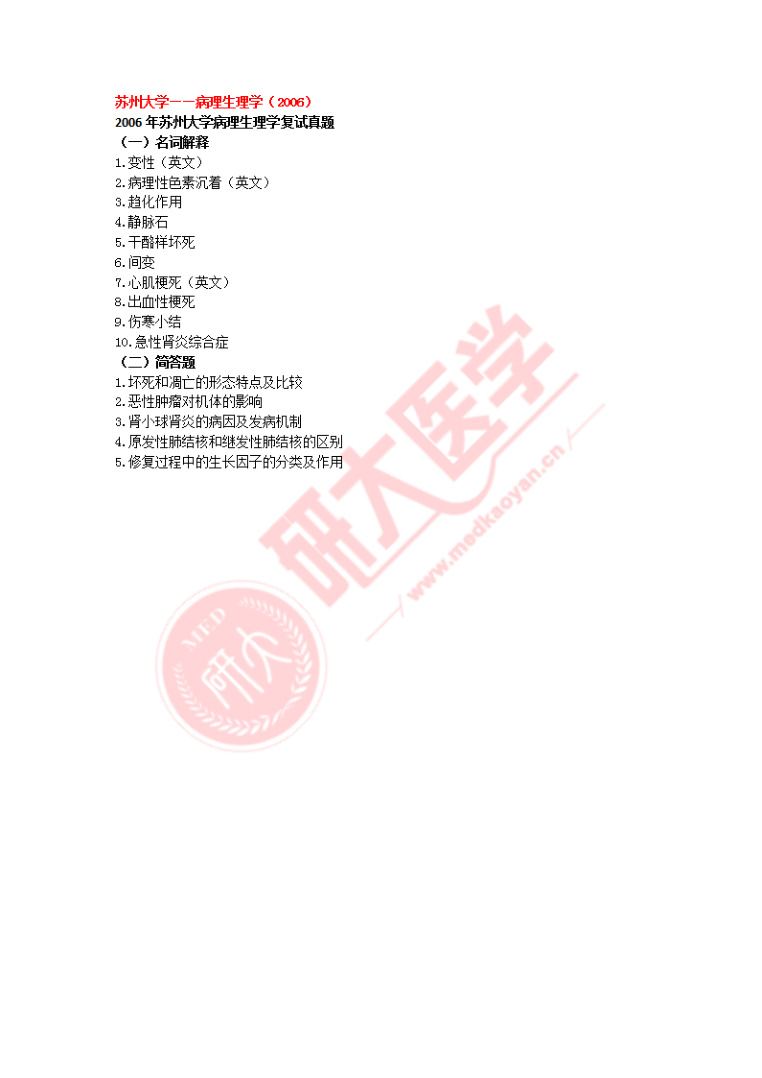 苏州大学——病理生理学（2006）
2006 年苏州大学病理生理学复试真题
（一）名词解释
1.变性（英文）
2.病理性色素沉着（英文）
3.趋化作用
4.静脉石
5.干酪样坏死
6.间变
7.心肌梗死（英文）
8.出血性梗死
9.伤寒小结
10.急性肾炎综合症
（二）简答题
1.坏死和凋亡的形态特点及比较
2.恶性肿瘤对机体的影响
3.肾小球肾炎的病因及发病机制
4.原发性肺结核和继发性肺结核的区别
5.修复过程中的生长因子的分类及作用
研大医学
www.medkaoyan.cn
MED
研大